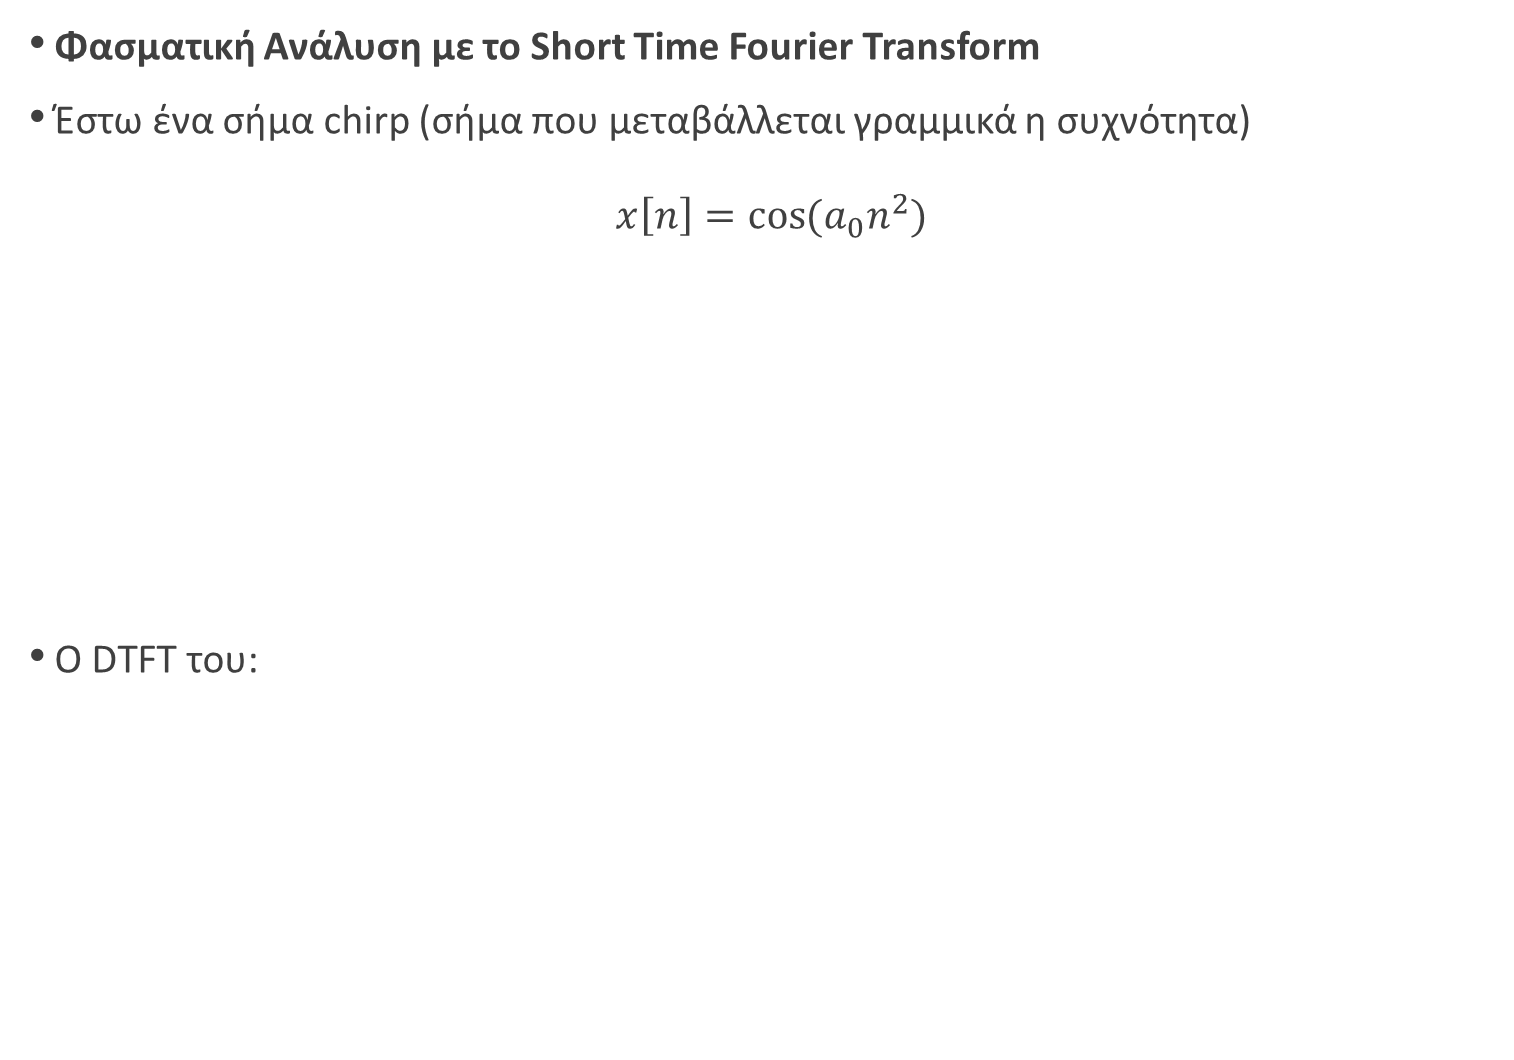 • Φασματική Ανάλυση με το Short Time Fourier Transform
• Έστω ένα σήμα chirp (σήμα που μεταβάλλεται γραμμικά η συχνότητα)
x[n] = cos(a₀n²)
• Ο DTFT του: